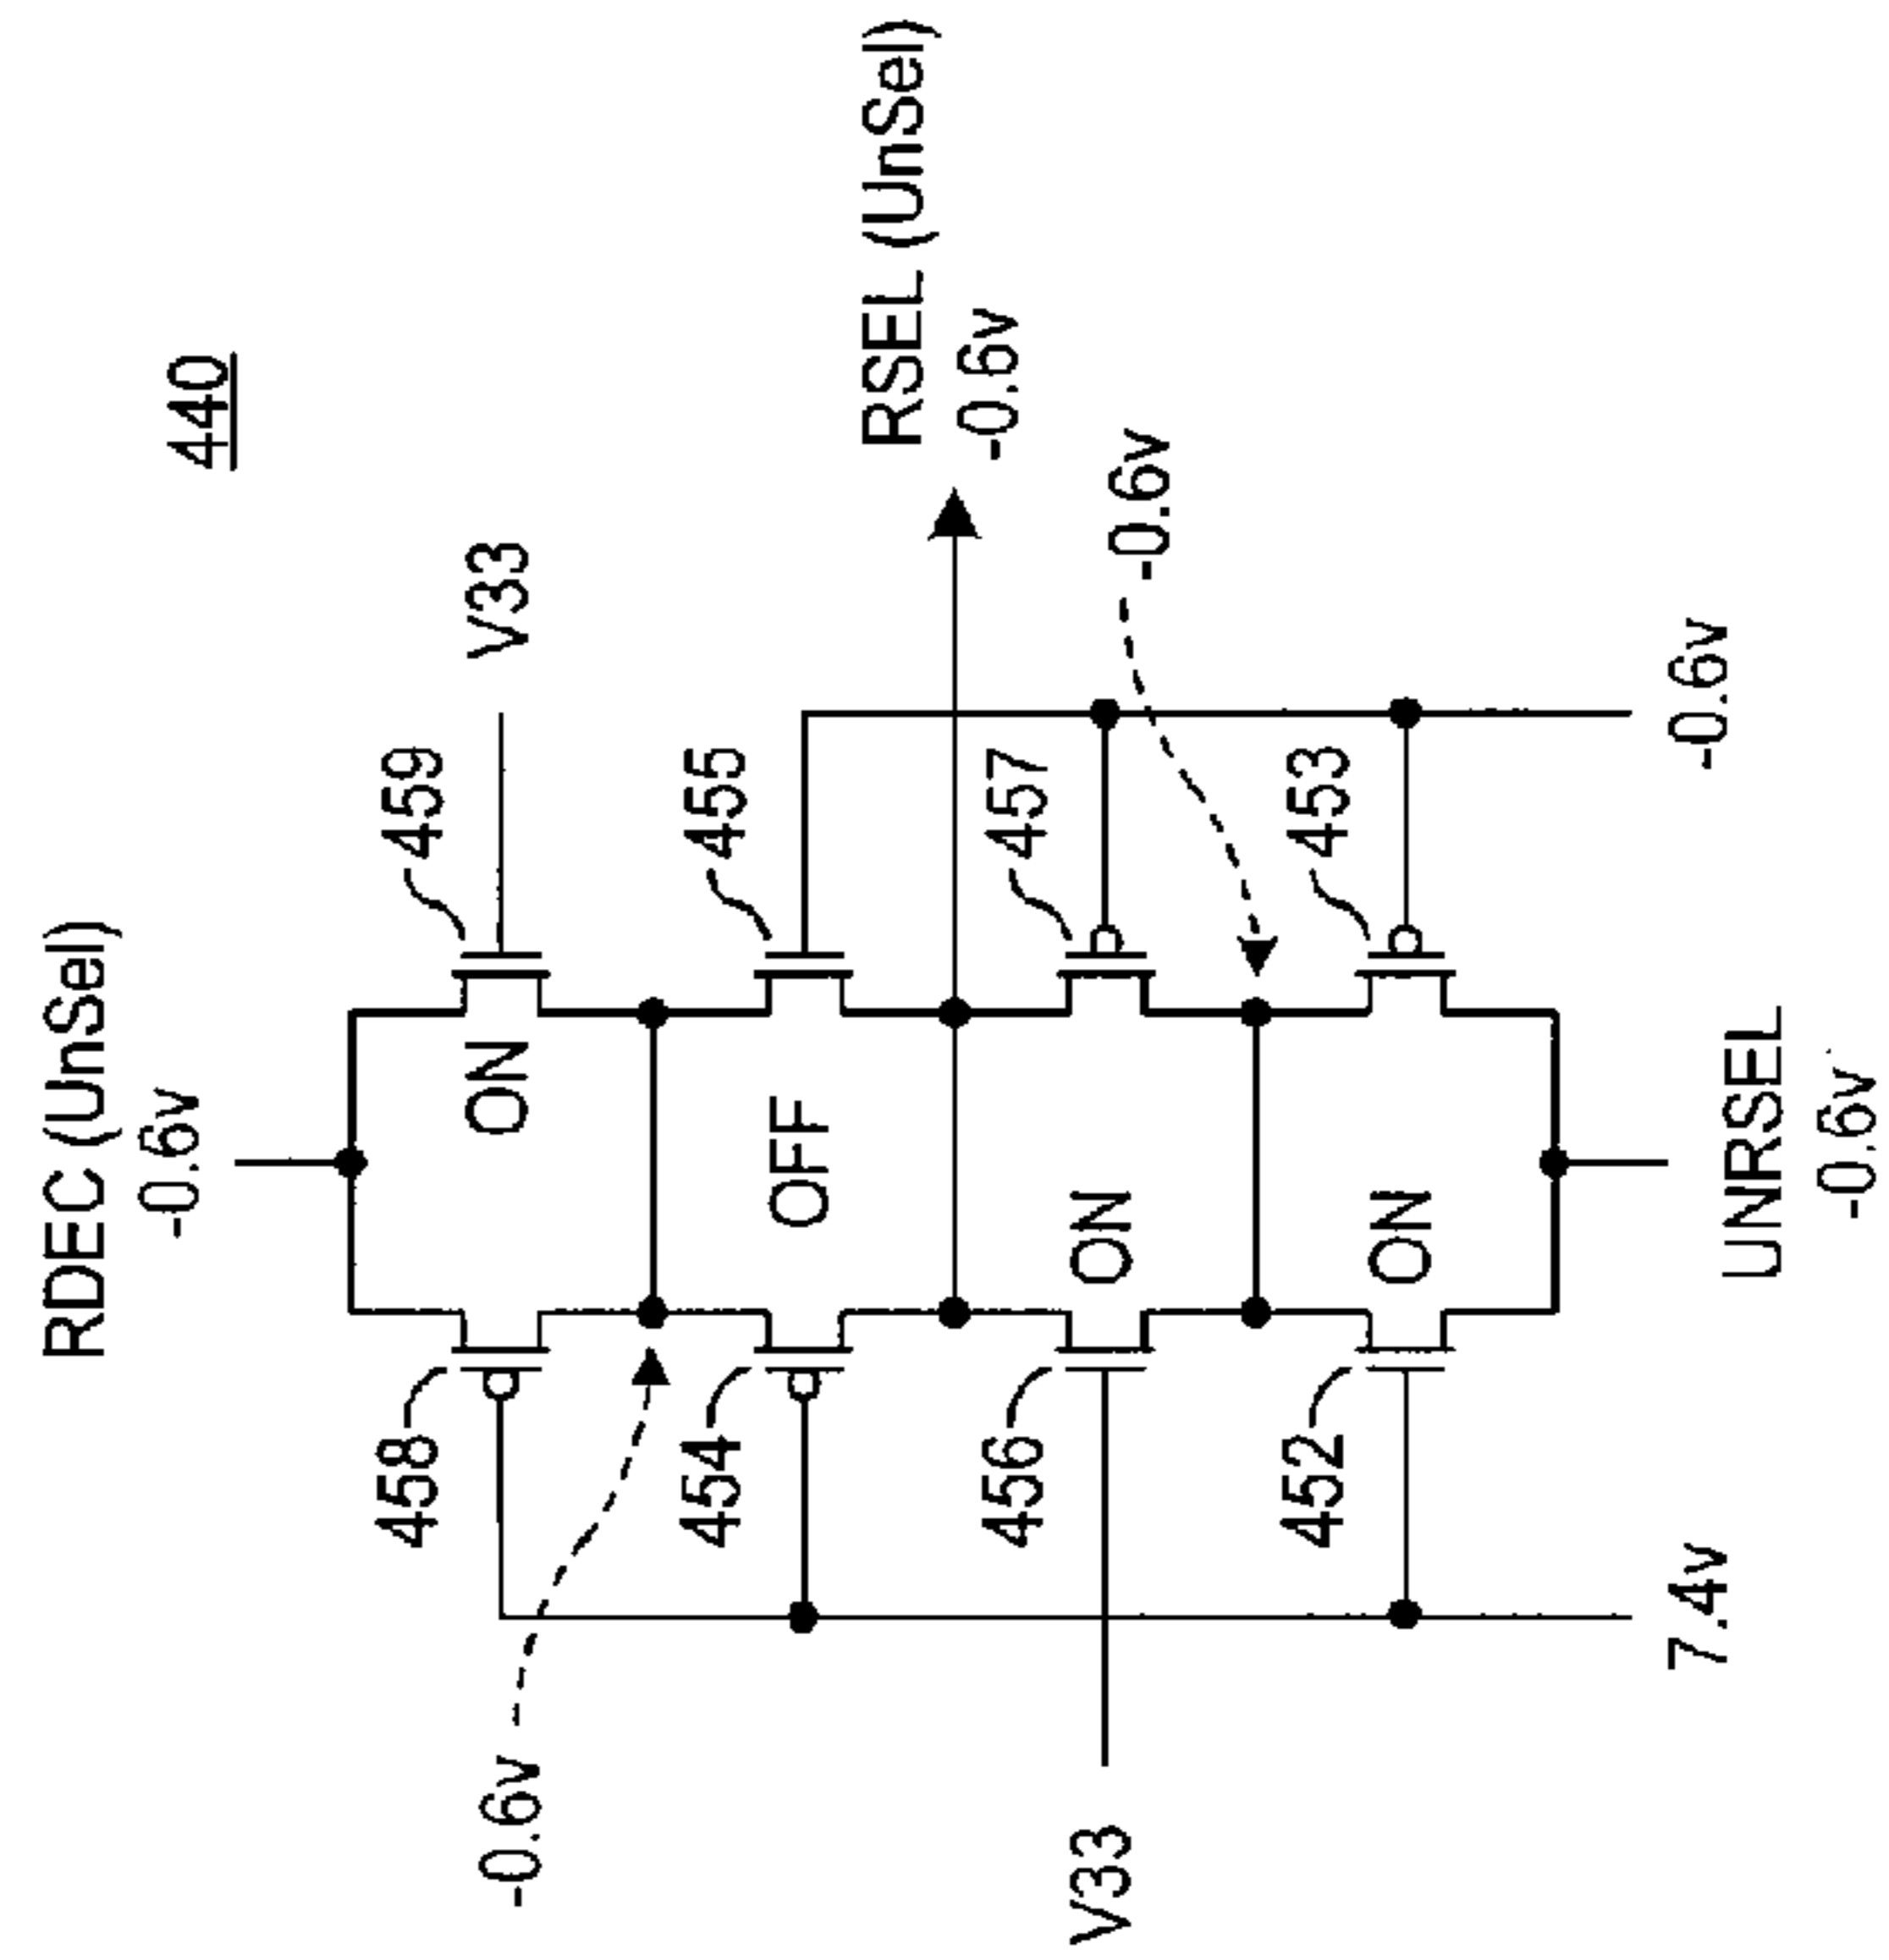 440
RDEC (UnSel)
-0.6v
V33
459
ON
458
-0.6v
455
OFF
454
RSEL (UnSel)
-0.6v
-0.6v
457
ON
456
V33
453
ON
452
-0.6v
7.4v
UNRSEL
-0.6v